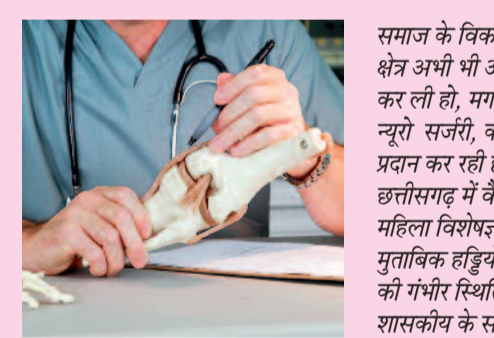 समाज के विक
क्षेत्र अभी भी अ
कर ली हो, मग
न्यूरो सर्जरी, व
प्रदान कर रही ह
छत्तीसगढ़ में वै
महिला विशेषज्ञ
मुताबिक हड्डिय
की गंभीर स्थिति
शासकीय के स